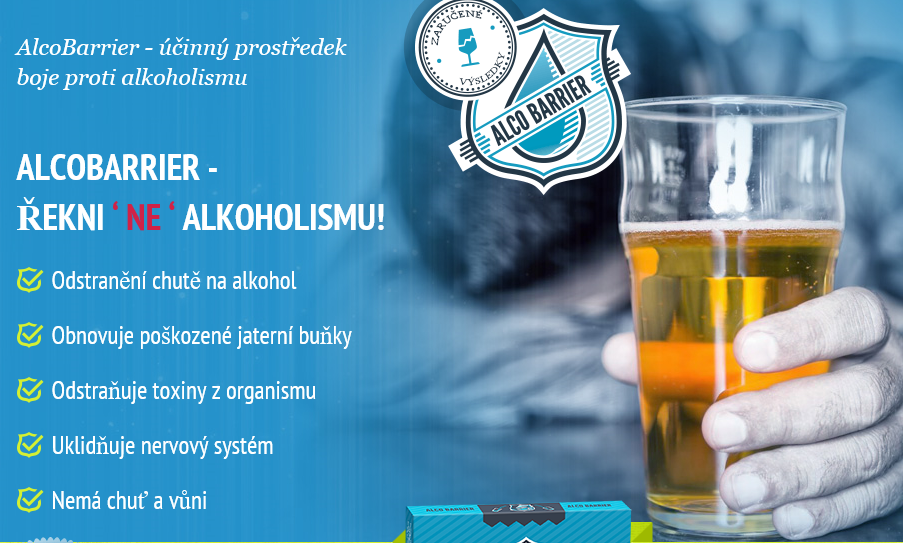 AlcoBarrier - účinný prostředek
boje proti alkoholismu
ZARUČENÉ
VÝSLEDKY
ALCO BARRIER
ALCOBARRIER -
ŘEKNI ‘ NE ‘ ALKOHOLISMU!
Odstranění chutě na alkohol
Obnovuje poškozené jaterní buňky
Odstraňuje toxiny z organismu
Uklidňuje nervový systém
Nemá chuť a vůni
ALCO BARRIER
ALCO BARRIER